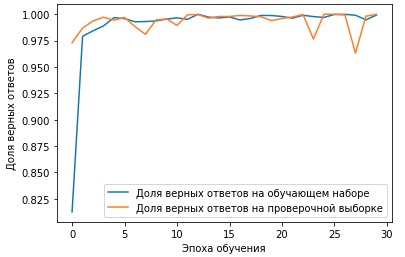 1.000
0.975
0.950
0.925
0.900
0.875
0.850
0.825
Доля верных ответов
Доля верных ответов на обучающем наборе
Доля верных ответов на проверочной выборке
0 5 10 15 20 25 30
Эпоха обучения